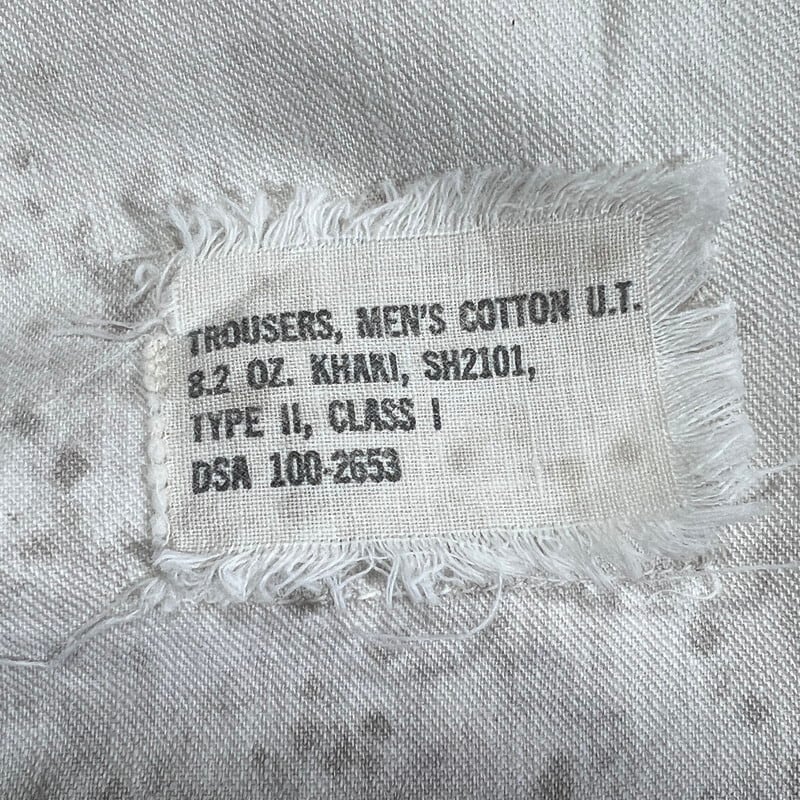 TROUSERS, MEN'S COTTON U.T.
8.2 OZ. KHAKI, SH2101,
TYPE II, CLASS I
DSA 100-2653